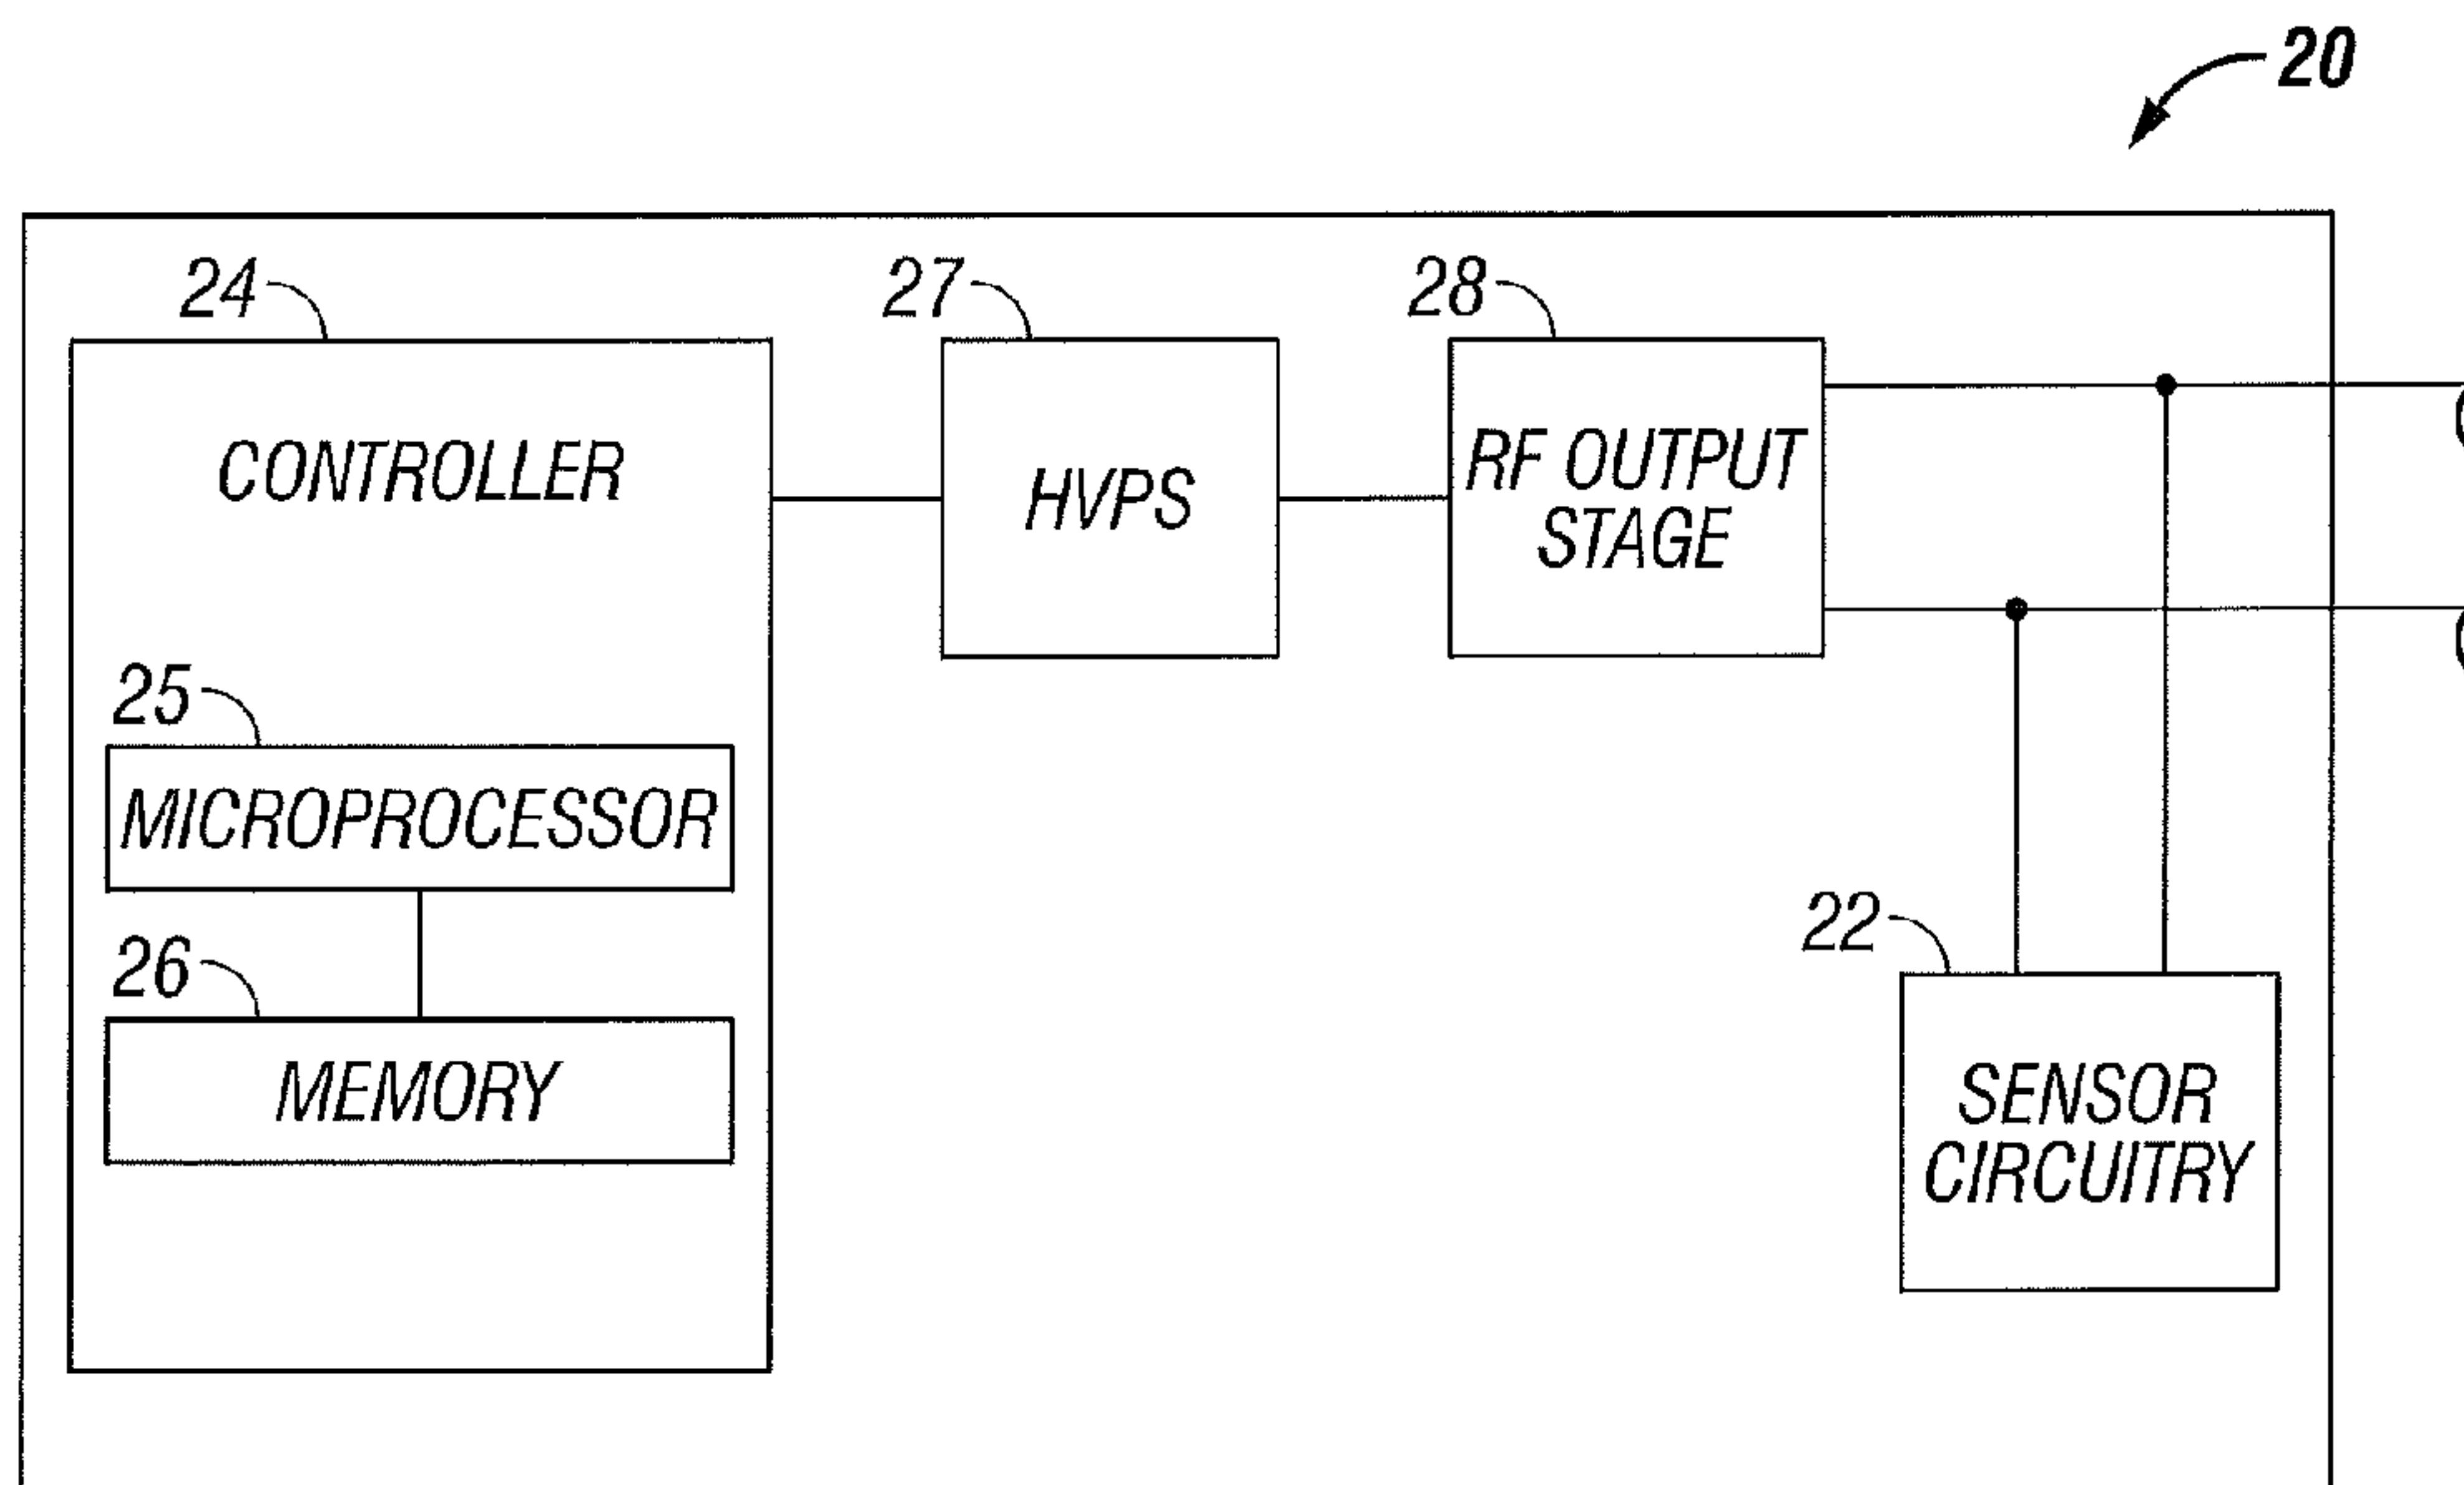 20
24
27
28
CONTROLLER
HVPS
RF OUTPUT
STAGE
25
MICROPROCESSOR
26
MEMORY
22
SENSOR
CIRCUITRY